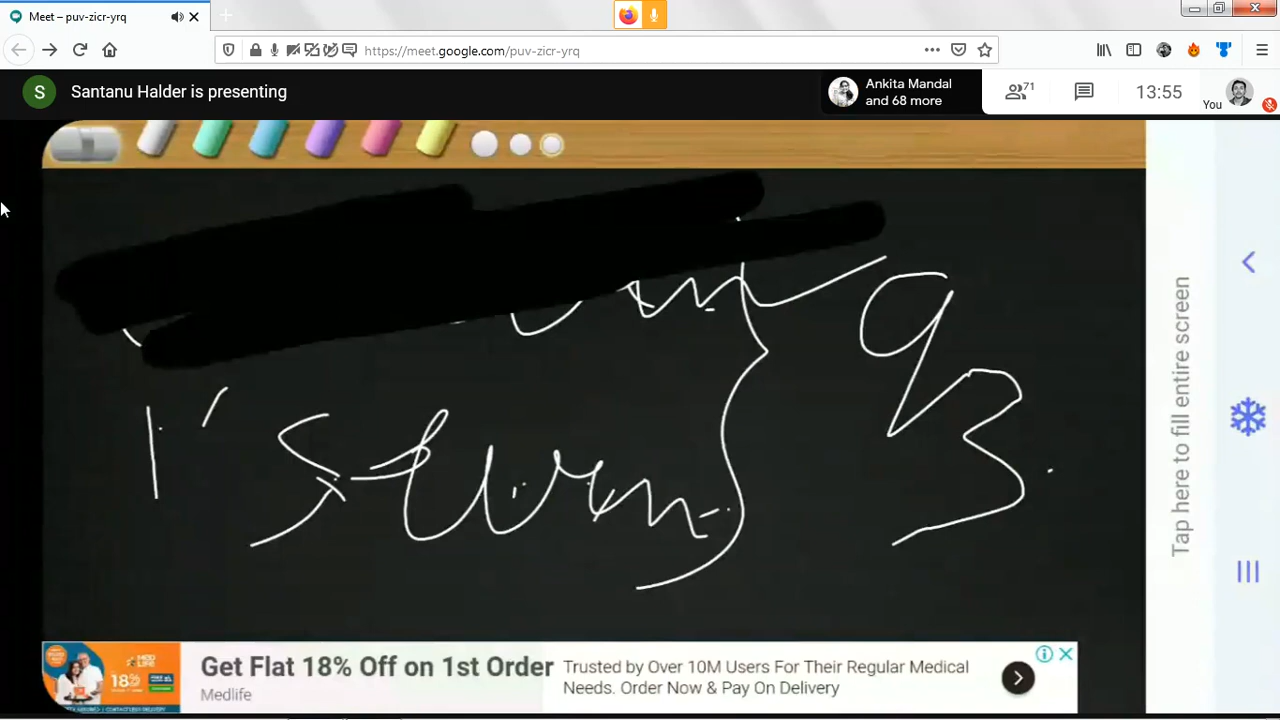 Meet – puv-zicr-yrq
https://meet.google.com/puv-zicr-yrq
S
Santanu Halder is presenting
Ankita Mandal
and 68 more
71
13:55
You
Tap here to fill entire screen
MEDLIFE
18%
Get Flat 18% Off on 1st Order
Medlife
Trusted by Over 10M Users For Their Regular Medical
Needs. Order Now & Pay On Delivery